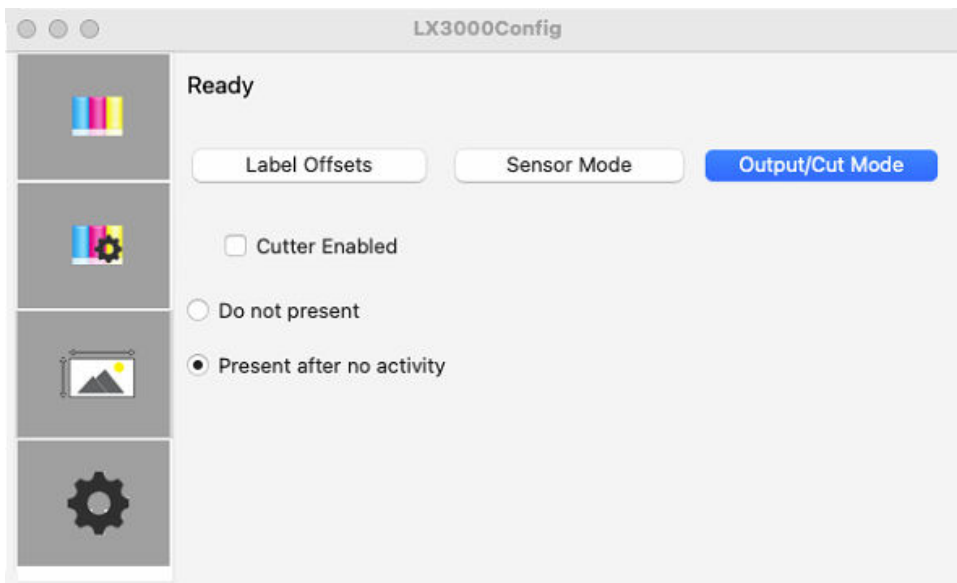 LX3000Config
Ready
Label Offsets
Sensor Mode
Output/Cut Mode
Cutter Enabled
Do not present
Present after no activity